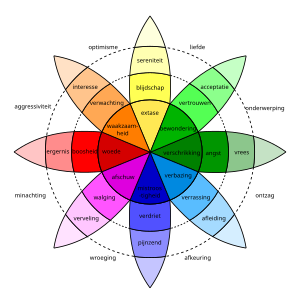 optimisme
liefde
sereniteit
interesse
acceptatie
blijdschap
verwachting
vertrouwen
aggressiviteit
onderwerping
extase
waakzaam-
heid
bewondering
ergernis
boosheid
woede
verschrikking
angst
vrees
afschuw
verbazing
walging
verrassing
minachting
ontzag
verveling
verdriet
afleiding
pijnzend
wroeging
afkeuring